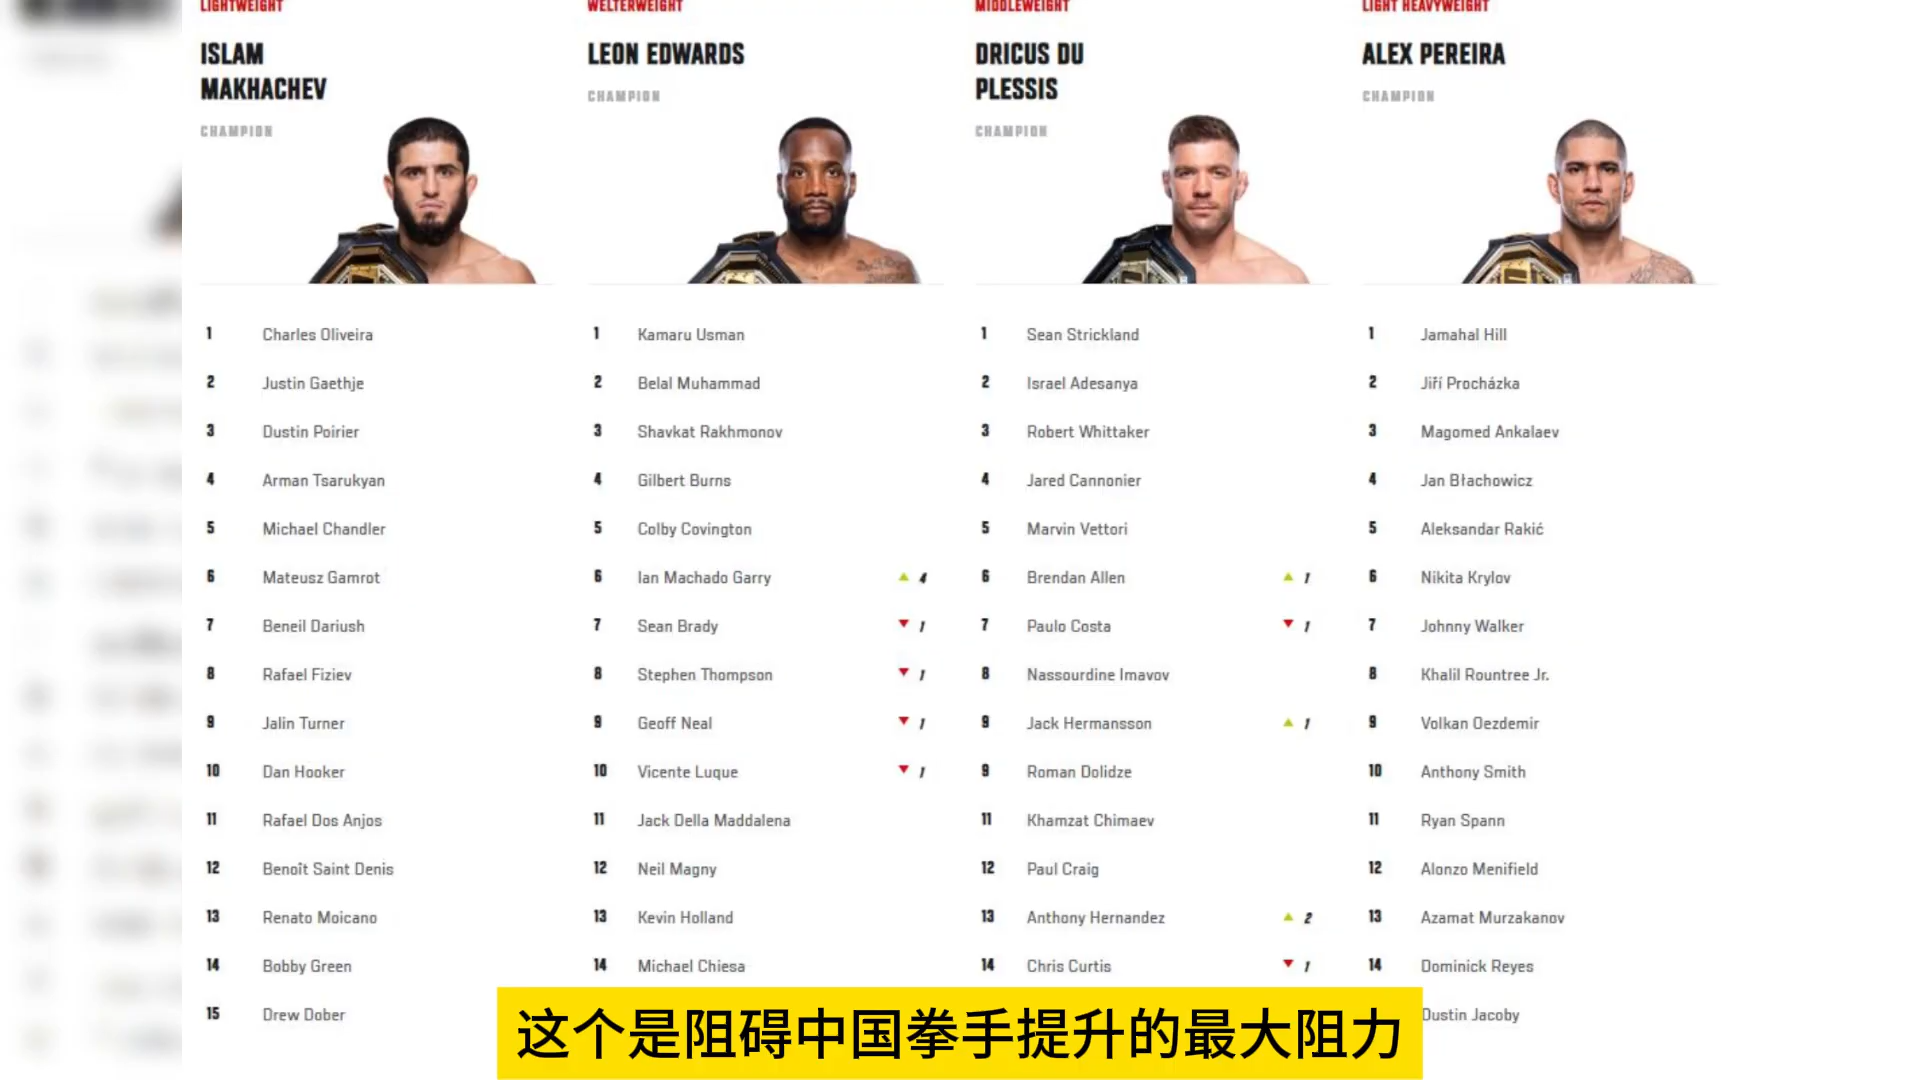 LIGHTWEIGHT
ISLAM
MAKHACHEV
CHAMPION
1 Charles Oliveira
2 Justin Gaethje
3 Dustin Poirier
4 Arman Tsarukyan
5 Michael Chandler
6 Mateusz Gamrot
7 Beneil Dariush
8 Rafael Fiziev
9 Jalin Turner
10 Dan Hooker
11 Rafael Dos Anjos
12 Benoît Saint Denis
13 Renato Moicano
14 Bobby Green
15 Drew Dober
WELTERWEIGHT
LEON EDWARDS
CHAMPION
1 Kamaru Usman
2 Belal Muhammad
3 Shavkat Rakhmonov
4 Gilbert Burns
5 Colby Covington
6 Ian Machado Garry 4
7 Sean Brady 1
8 Stephen Thompson 1
9 Geoff Neal 1
10 Vicente Luque 1
11 Jack Della Maddalena
12 Neil Magny
13 Kevin Holland
14 Michael Chiesa
MIDDLEWEIGHT
DRICUS DU
PLESSIS
CHAMPION
1 Sean Strickland
2 Israel Adesanya
3 Robert Whittaker
4 Jared Cannonier
5 Marvin Vettori
6 Brendan Allen 1
7 Paulo Costa 1
8 Nassourdine Imavov
9 Jack Hermansson 1
9 Roman Dolidze
11 Khamzat Chimaev
12 Paul Craig
13 Anthony Hernandez 2
14 Chris Curtis 1
LIGHT HEAVYWEIGHT
ALEX PEREIRA
CHAMPION
1 Jamahal Hill
2 Jiří Procházka
3 Magomed Ankalaev
4 Jan Błachowicz
5 Aleksandar Rakić
6 Nikita Krylov
7 Johnny Walker
8 Khalil Rountree Jr.
9 Volkan Oezdemir
10 Anthony Smith
11 Ryan Spann
12 Alonzo Menifield
13 Azamat Murzakanov
14 Dominick Reyes
Dustin Jacoby
这个是阻碍中国拳手提升的最大阻力